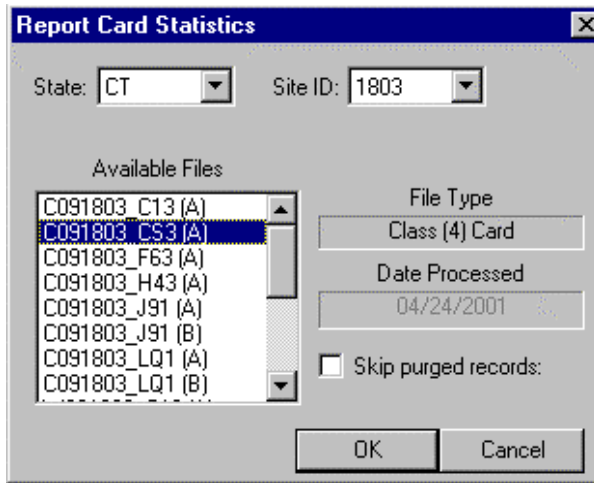 Report Card Statistics
State: CT Site ID: 1803
Available Files
C091803_C13 (A)
C091803_CS3 (A)
C091803_F63 (A)
C091803_H43 (A)
C091803_J91 (A)
C091803_J91 (B)
C091803_LQ1 (A)
C091803_LQ1 (B)
File Type
Class (4) Card
Date Processed
04/24/2001
Skip purged records:
OK Cancel